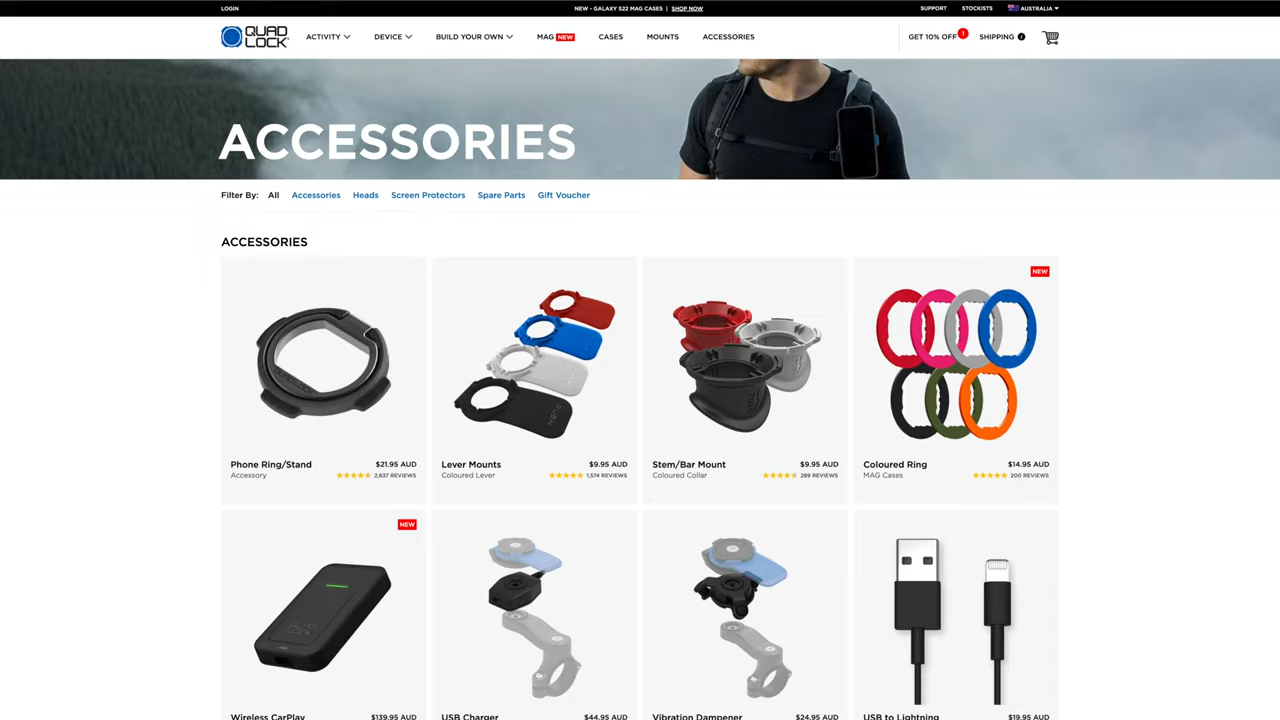 LOGIN
NEW - GALAXY S22 MAG CASES | SHOP NOW
SUPPORT
STOCKISTS
AUSTRALIA
QUAD LOCK
ACTIVITY
DEVICE
BUILD YOUR OWN
MAG NEW
CASES
MOUNTS
ACCESSORIES
GET 10% OFF 1
SHIPPING
ACCESSORIES
Filter By: All Accessories Heads Screen Protectors Spare Parts Gift Voucher
ACCESSORIES
NEW
PUSH
Phone Ring/Stand $21.95 AUD
Accessory 2,637 REVIEWS
Lever Mounts $9.95 AUD
Coloured Lever 1,574 REVIEWS
Stem/Bar Mount $9.95 AUD
Coloured Collar 289 REVIEWS
Coloured Ring $14.95 AUD
MAG Cases 200 REVIEWS
NEW
QUAD LOCK
Wireless CarPlay $139.95 AUD
USB Charger $44.95 AUD
Vibration Dampener $24.95 AUD
USB to Lightning $19.95 AUD